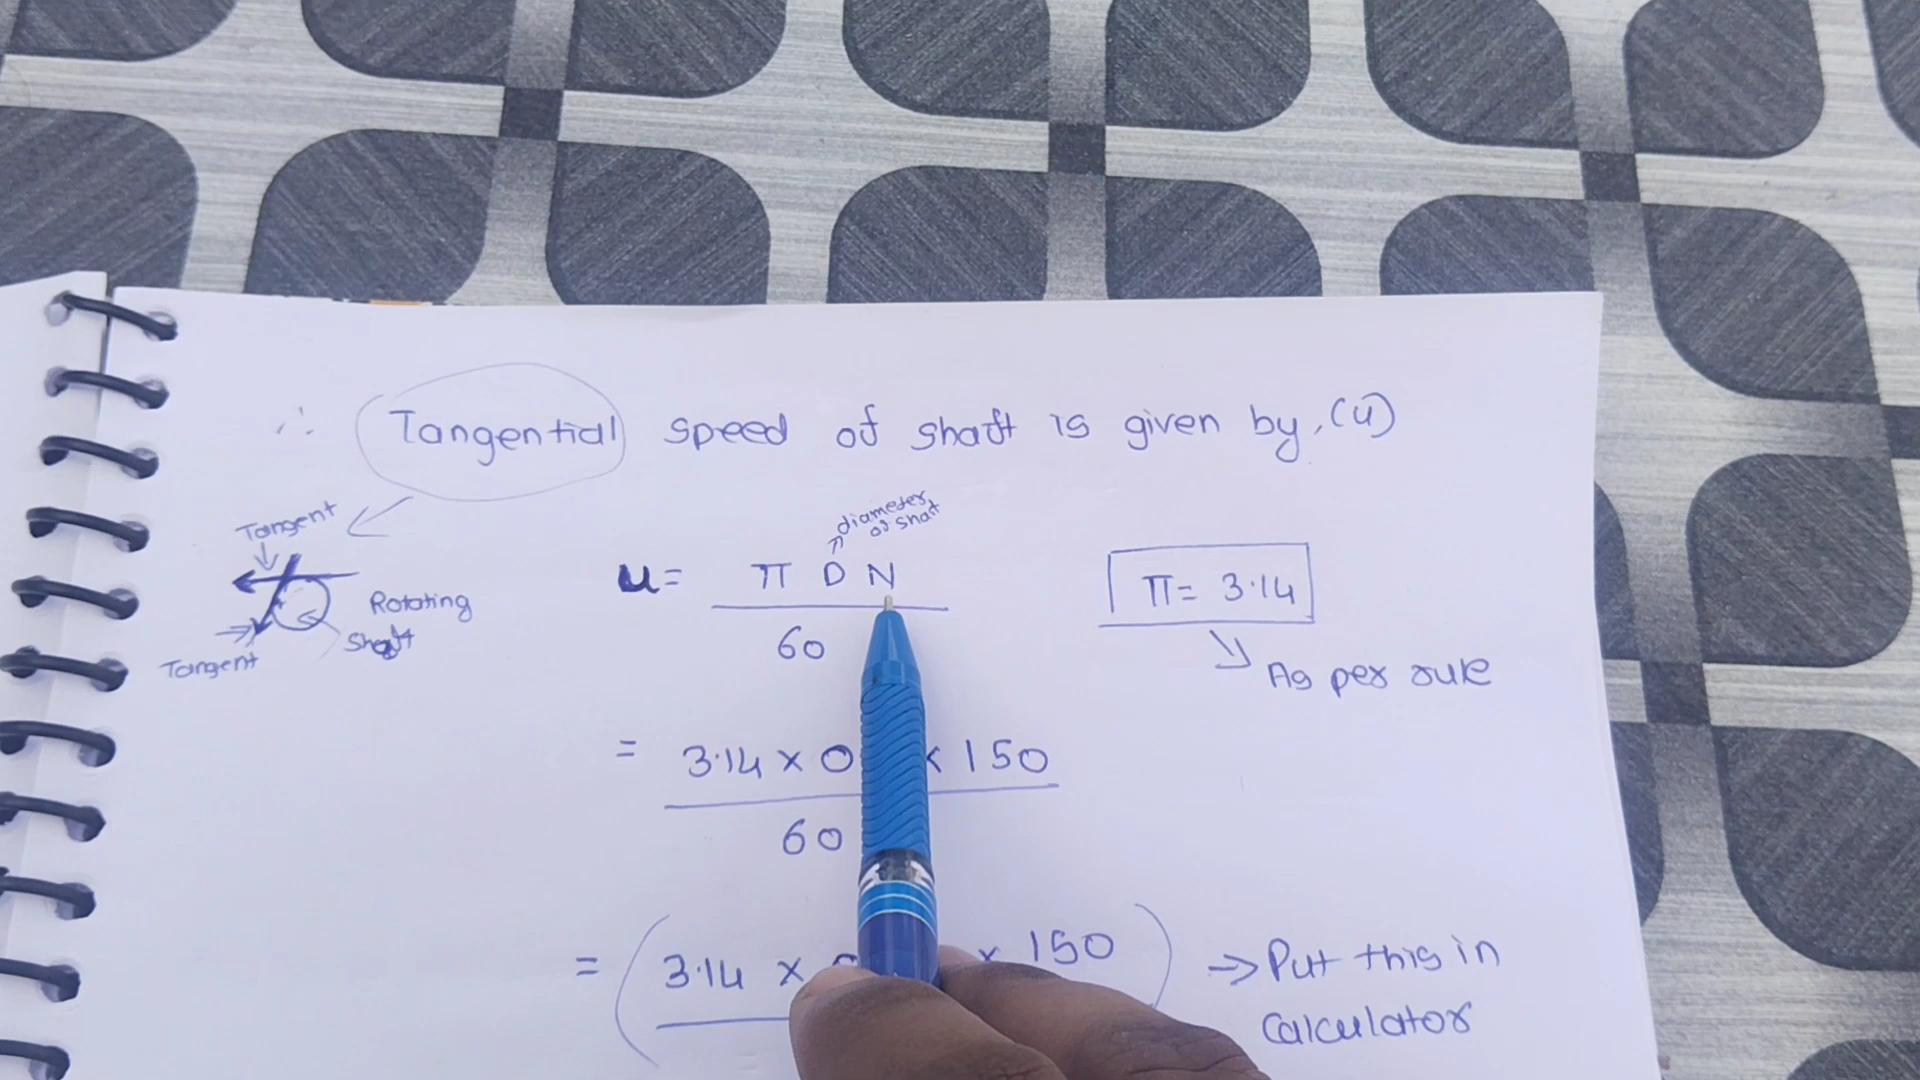 ∴ Tangential speed of shaft is given by, (u)
diameter
of shaft
Tangent
u = π D N
60
π = 3.14
Rotating
Shaft
Tangent
As per rule
= 3.14 × 0 × 150
60
= ( 3.14 × × 150 )
→ Put this in
calculator